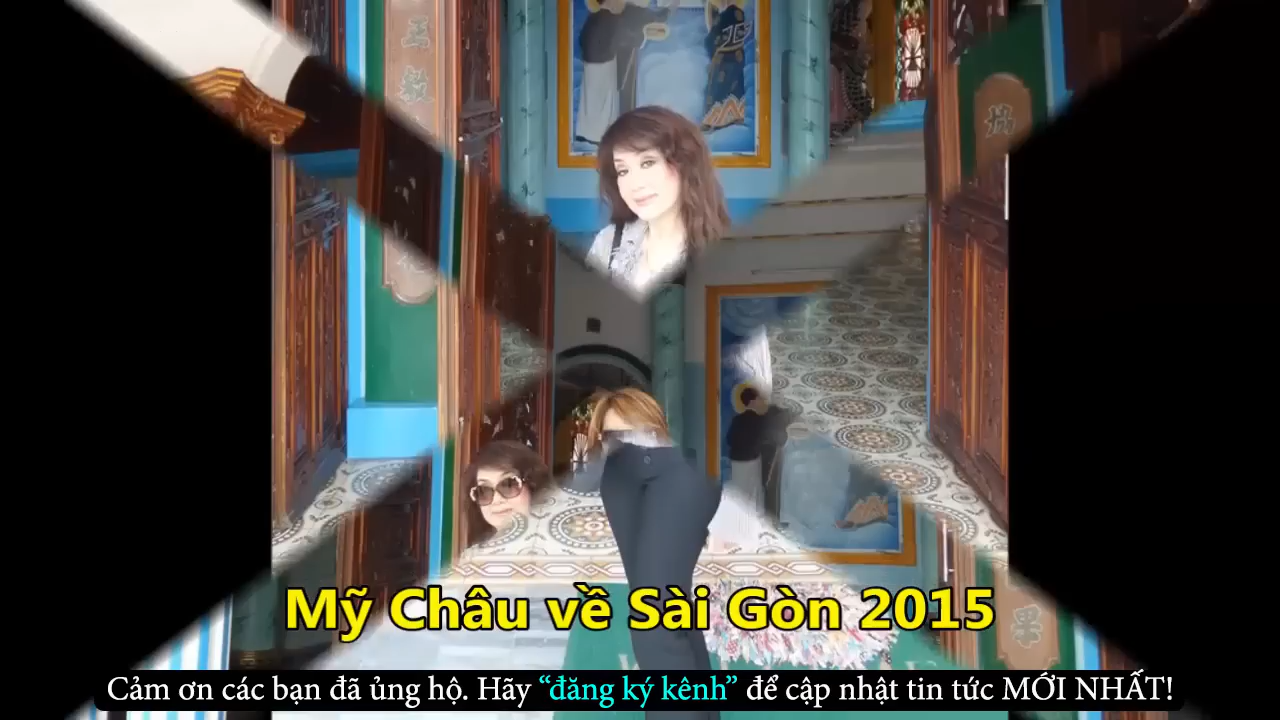 Mỹ Châu về Sài Gòn 2015
Cảm ơn các bạn đã ủng hộ. Hãy “đăng ký kênh” để cập nhật tin tức MỚI NHẤT!